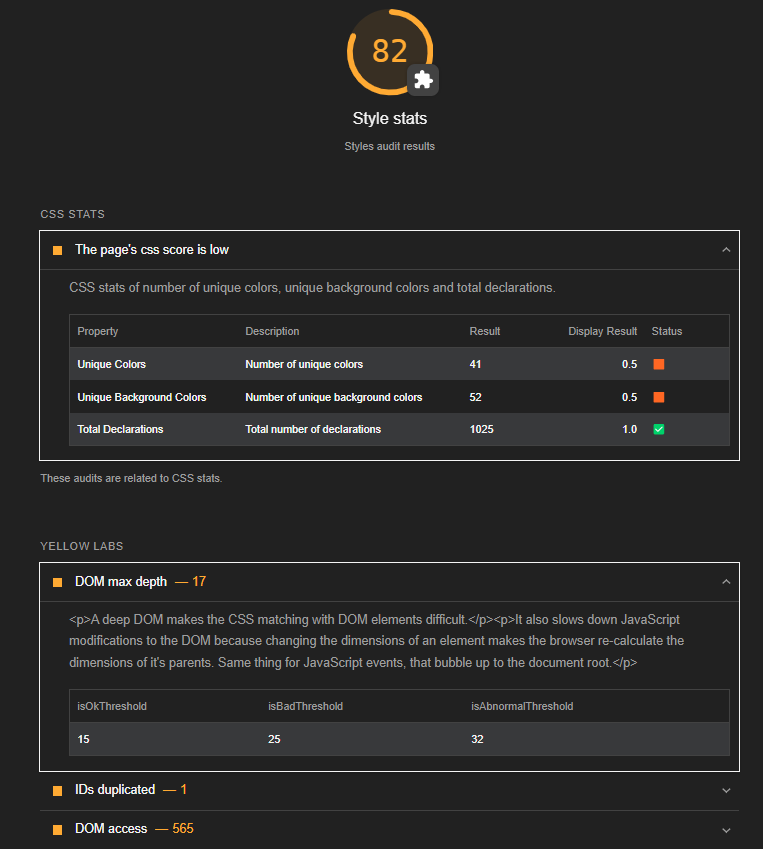 82
Style stats
Styles audit results
CSS STATS
The page's css score is low
CSS stats of number of unique colors, unique background colors and total declarations.
Property Description Result Display Result Status
Unique Colors Number of unique colors 41 0.5
Unique Background Colors Number of unique background colors 52 0.5
Total Declarations Total number of declarations 1025 1.0
These audits are related to CSS stats.
YELLOW LABS
DOM max depth — 17
<p>A deep DOM makes the CSS matching with DOM elements difficult.</p><p>It also slows down JavaScript
modifications to the DOM because changing the dimensions of an element makes the browser re-calculate the
dimensions of it's parents. Same thing for JavaScript events, that bubble up to the document root.</p>
isOkThreshold isBadThreshold isAbnormalThreshold
15 25 32
IDs duplicated — 1
DOM access — 565